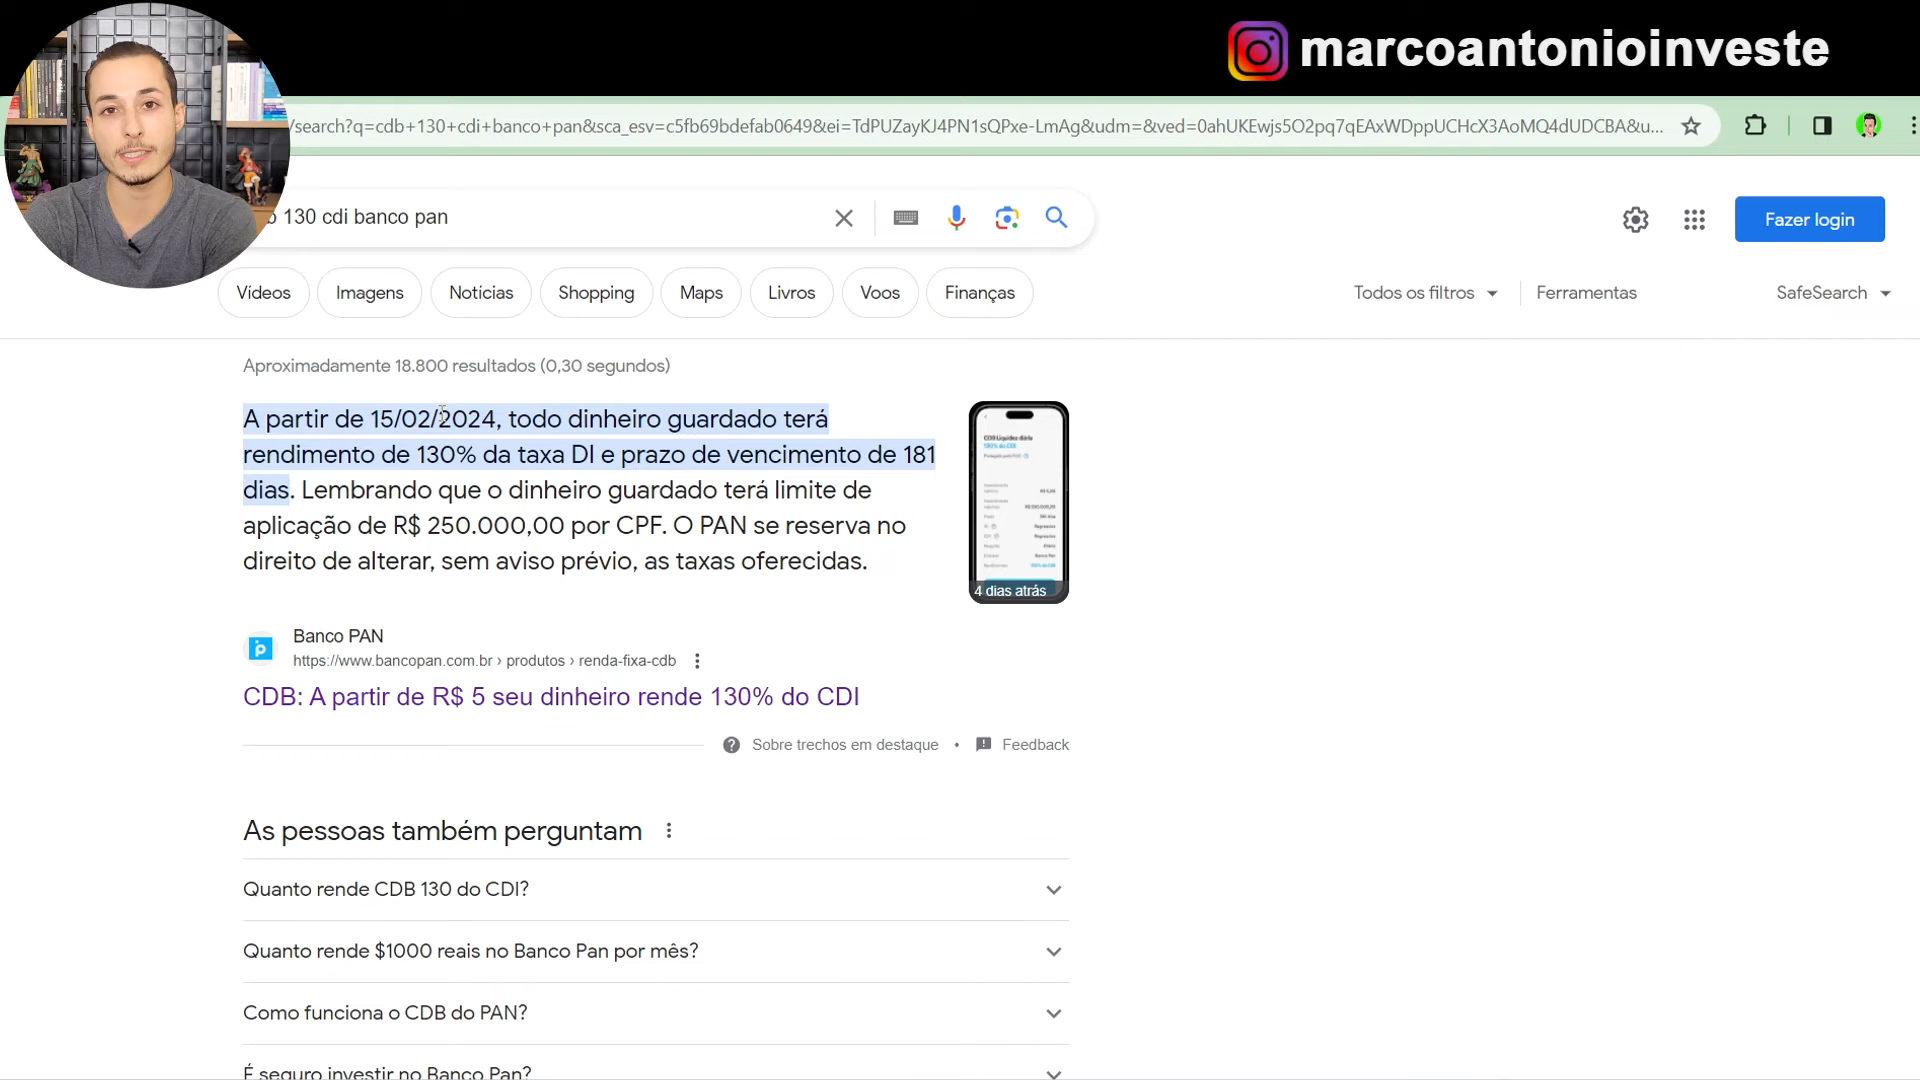 marcoantonioinveste
/search?q=cdb+130+cdi+banco+pan&sca_esv=c5fb69bdefab0649&ei=TdPUZayKJ4PN1sQPxe-LmAg&udm=&ved=0ahUKEwjs5O2pq7qEAxWDppUCHcX3AoMQ4dUDCBA&u...
130 cdi banco pan
Fazer login
Vídeos
Imagens
Notícias
Shopping
Maps
Livros
Voos
Finanças
Todos os filtros
Ferramentas
SafeSearch
Aproximadamente 18.800 resultados (0,30 segundos)
A partir de 15/02/2024, todo dinheiro guardado terá
rendimento de 130% da taxa DI e prazo de vencimento de 181
dias. Lembrando que o dinheiro guardado terá limite de
aplicação de R$ 250.000,00 por CPF. O PAN se reserva no
direito de alterar, sem aviso prévio, as taxas oferecidas.
CDB Liquidez diária
130% do CDI
4 dias atrás
Banco PAN
https://www.bancopan.com.br › produtos › renda-fixa-cdb
CDB: A partir de R$ 5 seu dinheiro rende 130% do CDI
Sobre trechos em destaque • Feedback
As pessoas também perguntam
Quanto rende CDB 130 do CDI?
Quanto rende $1000 reais no Banco Pan por mês?
Como funciona o CDB do PAN?
É seguro investir no Banco Pan?